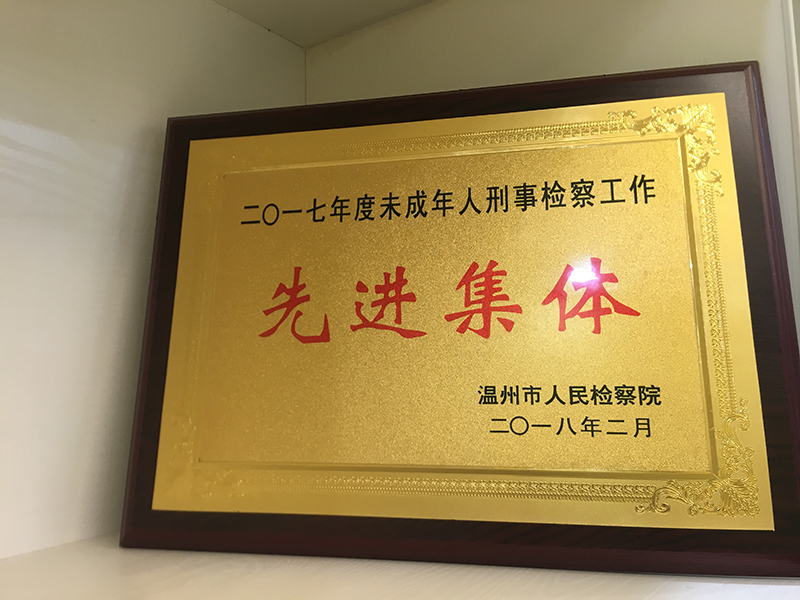 二〇一七年度未成年人刑事检察工作
先进集体
温州市人民检察院
二〇一八年二月